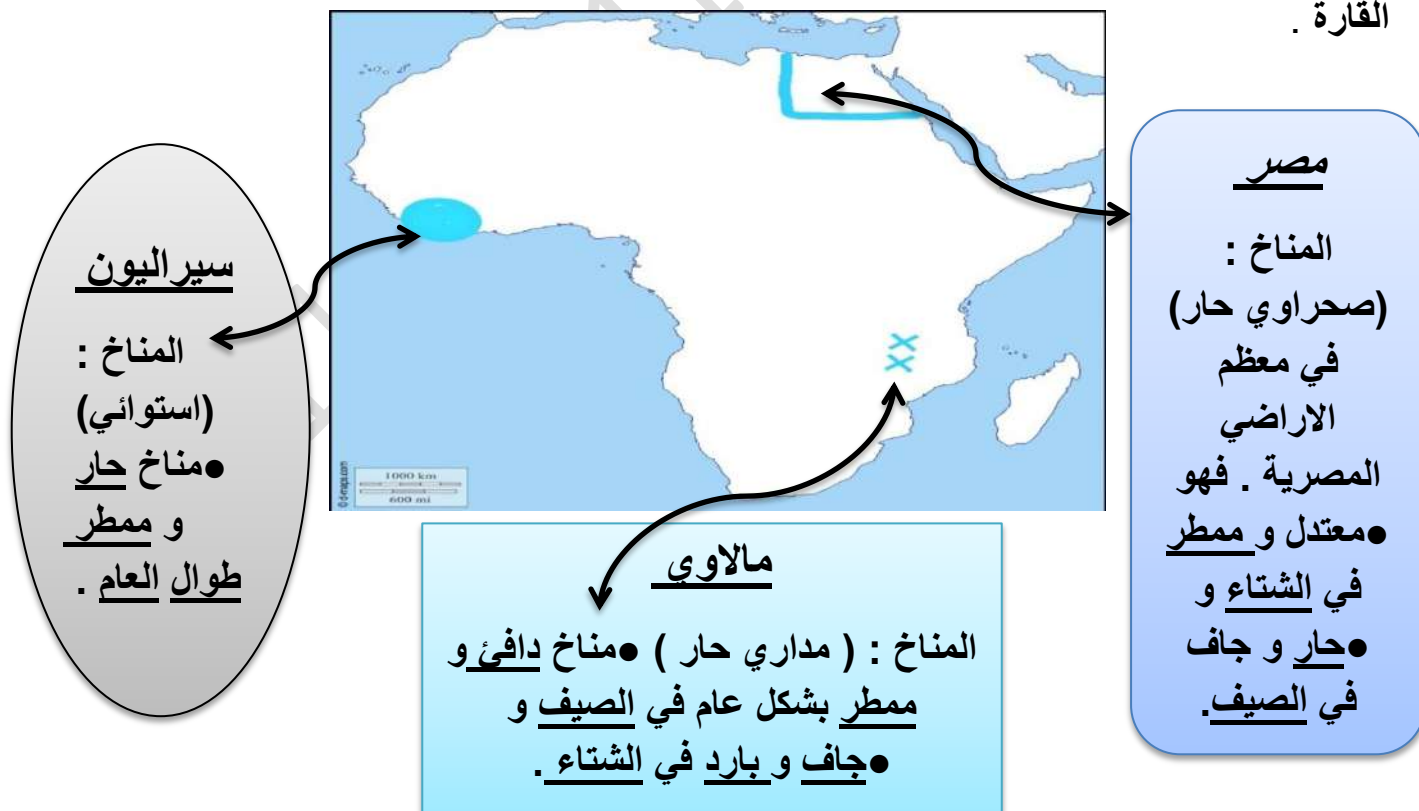 القارة .
مصر
المناخ :
(صحراوي حار)
في معظم
الاراضي
المصرية . فهو
●معتدل و ممطر
في الشتاء و
●حار و جاف
في الصيف.
سيراليون
المناخ :
(استوائي)
●مناخ حار
و ممطر
طوال العام .
1000 km
600 mi
© d-maps.com
مالاوي
المناخ : ( مداري حار ) ●مناخ دافئ و
ممطر بشكل عام في الصيف و
●جاف و بارد في الشتاء .